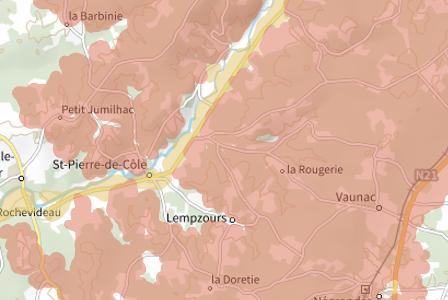 la Barbinie
Petit Jumilhac
St-Pierre-de-Côle
la Rougerie
N21
Rochevideau
Vaunac
Lempzours
la Doretie